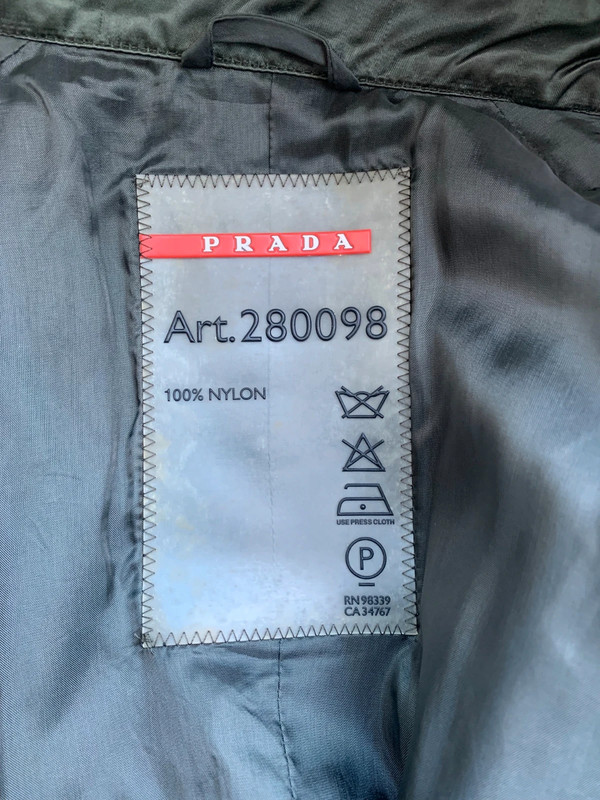 PRADA
Art.280098
100% NYLON
USE PRESS CLOTH
P
RN 98339
CA 34767